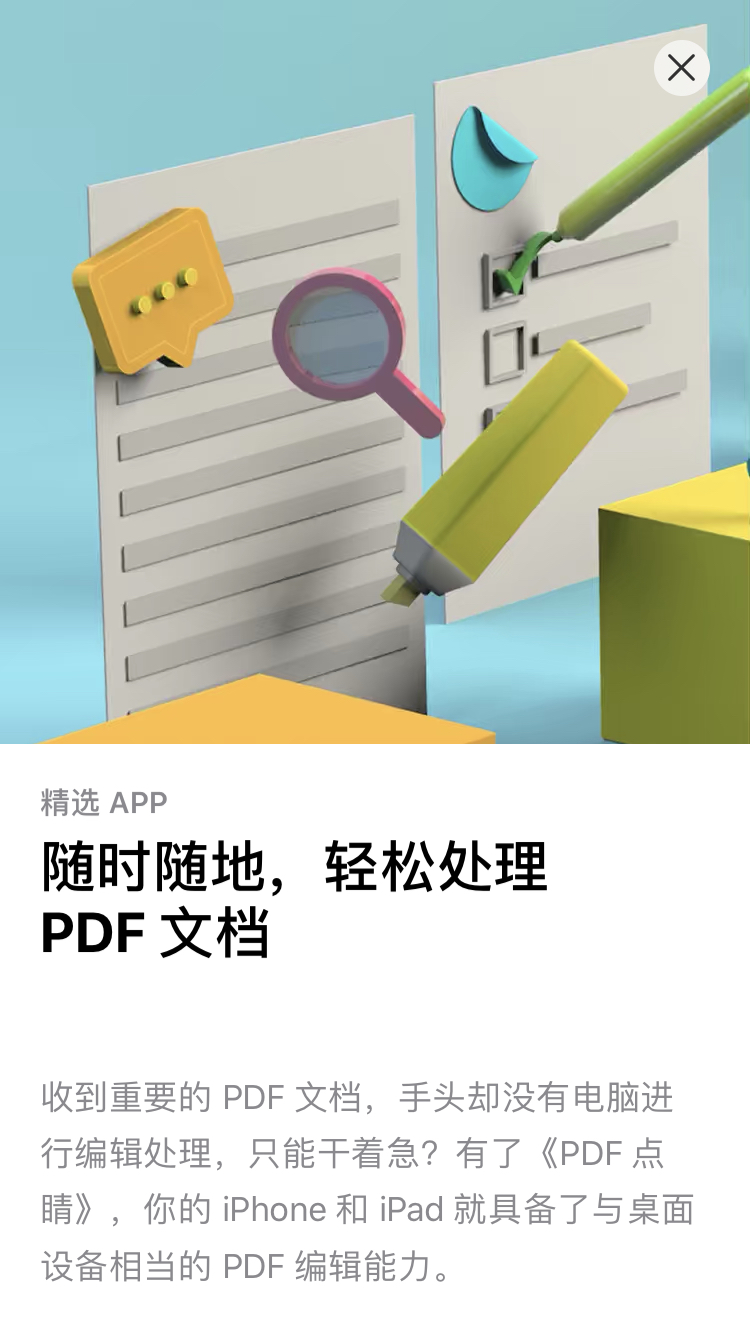 精选 APP
随时随地，轻松处理
PDF 文档
收到重要的 PDF 文档，手头却没有电脑进
行编辑处理，只能干着急？有了《PDF 点
睛》，你的 iPhone 和 iPad 就具备了与桌面
设备相当的 PDF 编辑能力。